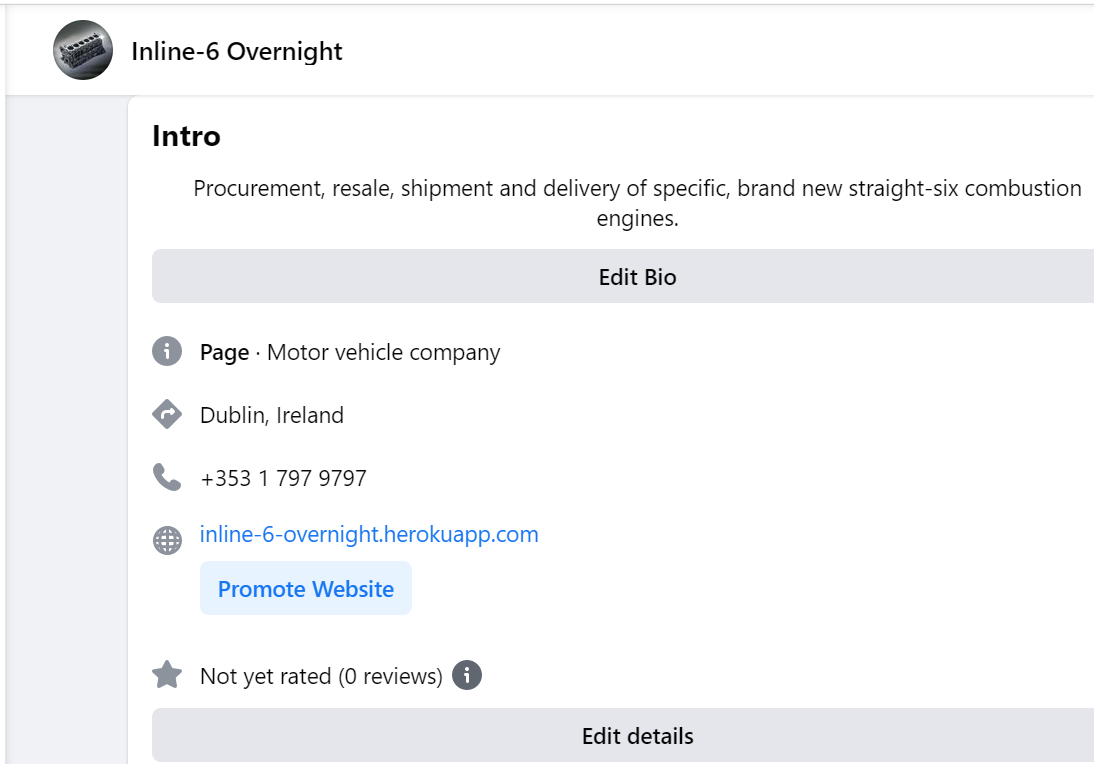 Inline-6 Overnight
Intro
Procurement, resale, shipment and delivery of specific, brand new straight-six combustion
engines.
Edit Bio
Page · Motor vehicle company
Dublin, Ireland
+353 1 797 9797
inline-6-overnight.herokuapp.com
Promote Website
Not yet rated (0 reviews)
Edit details